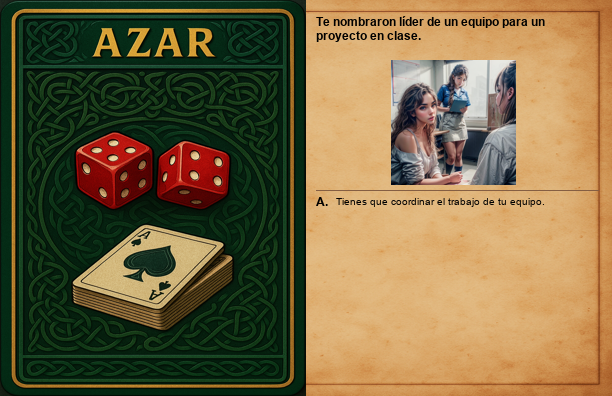 AZAR
A
A
Te nombraron líder de un equipo para un
proyecto en clase.
A. Tienes que coordinar el trabajo de tu equipo.